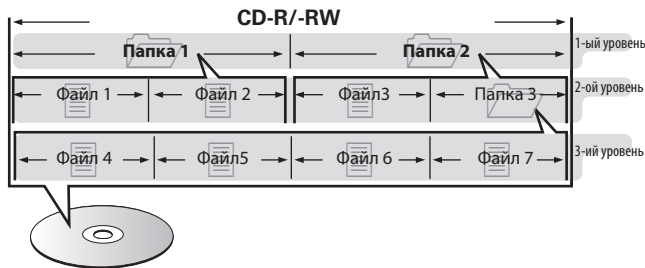 CD-R/-RW
Папка 1 Папка 2 1-ый уровень
Файл 1 Файл 2 Файл3 Папка 3 2-ой уровень
Файл 4 Файл5 Файл 6 Файл 7 3-ий уровень